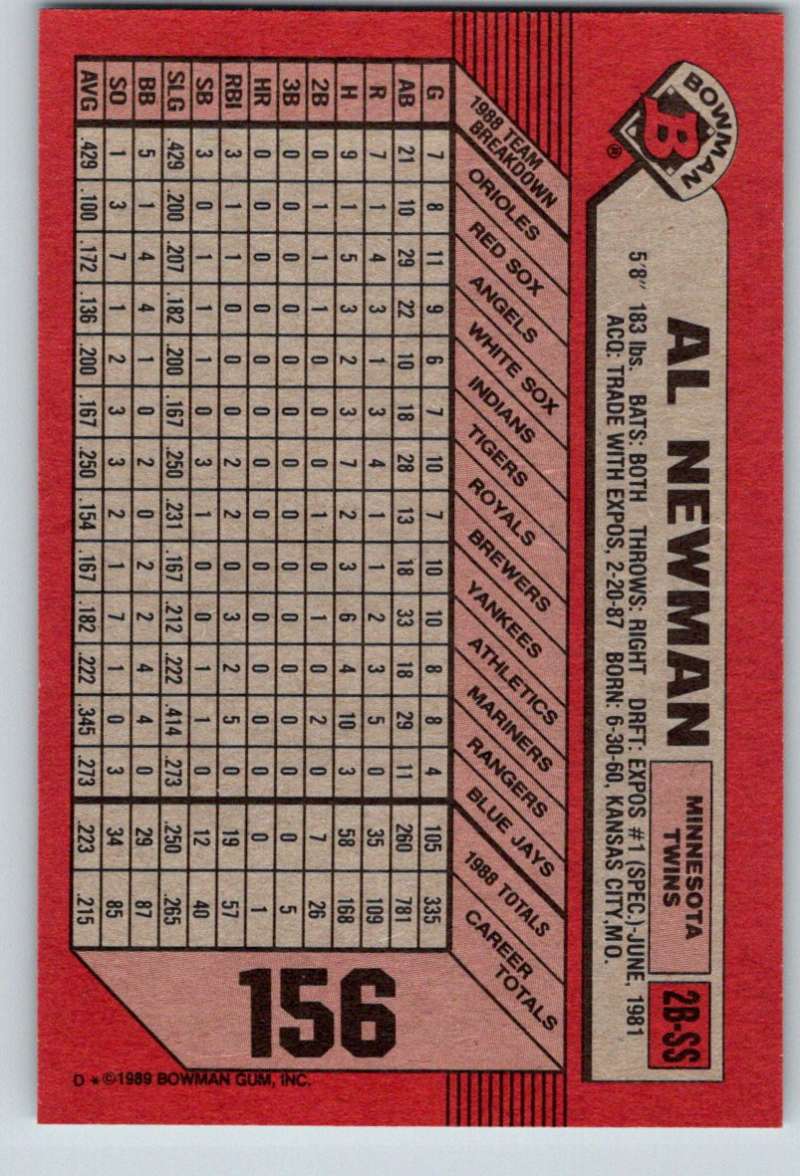 BOWMAN
B
®
AL NEWMAN
MINNESOTA
TWINS
2B-SS
5'8" 183 lbs. BATS: BOTH THROWS: RIGHT DRFT: EXPOS #1 (SPEC.)-JUNE, 1981
ACQ: TRADE WITH EXPOS, 2-20-87 BORN: 6-30-60, KANSAS CITY, MO.
1988 TEAM
BREAKDOWN
ORIOLES
RED SOX
ANGELS
WHITE SOX
INDIANS
TIGERS
ROYALS
BREWERS
YANKEES
ATHLETICS
MARINERS
RANGERS
BLUE JAYS
1988 TOTALS
CAREER
TOTALS
G 7 8 11 9 6 7 10 7 10 10 8 8 4 105 335
AB 21 10 29 22 10 18 28 13 18 33 18 29 11 260 781
R 7 1 4 3 1 3 4 1 1 2 3 5 0 35 109
H 9 1 5 3 2 3 7 2 3 6 4 10 3 58 168
2B 0 1 1 1 0 0 0 1 0 1 0 2 0 7 26
3B 0 0 0 0 0 0 0 0 0 0 0 0 0 0 5
HR 0 0 0 0 0 0 0 0 0 0 0 0 0 0 1
RBI 3 1 1 0 0 0 2 2 0 3 2 5 0 19 57
SB 3 0 1 1 1 0 3 1 0 0 1 1 0 12 40
SLG .429 .200 .207 .182 .200 .167 .250 .231 .167 .212 .222 .414 .273 .250 .265
BB 5 1 4 4 1 0 2 0 2 2 4 4 0 29 87
SO 1 3 7 1 2 3 3 2 1 7 1 0 3 34 85
AVG .429 .100 .172 .136 .200 .167 .250 .154 .167 .182 .222 .345 .273 .223 .215
156
D *©1989 BOWMAN GUM, INC.